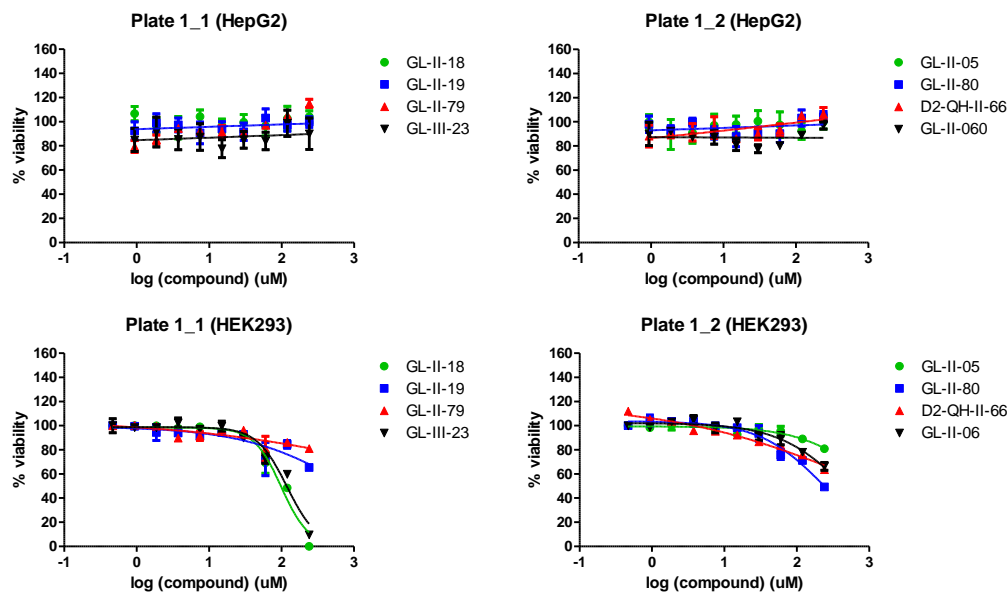 Plate 1_1 (HepG2)
160
140
120
100
80
60
40
20
0
% viability
-1
0
1
2
3
log (compound) (uM)
GL-II-18
GL-II-19
GL-II-79
GL-III-23
Plate 1_2 (HepG2)
160
140
120
100
80
60
40
20
0
% viability
-1
0
1
2
3
log (compound) (uM)
GL-II-05
GL-II-80
D2-QH-II-66
GL-II-060
Plate 1_1 (HEK293)
160
140
120
100
80
60
40
20
0
% viability
-1
0
1
2
3
log (compound) (uM)
GL-II-18
GL-II-19
GL-II-79
GL-III-23
Plate 1_2 (HEK293)
160
140
120
100
80
60
40
20
0
% viability
-1
0
1
2
3
log (compound) (uM)
GL-II-05
GL-II-80
D2-QH-II-66
GL-II-06